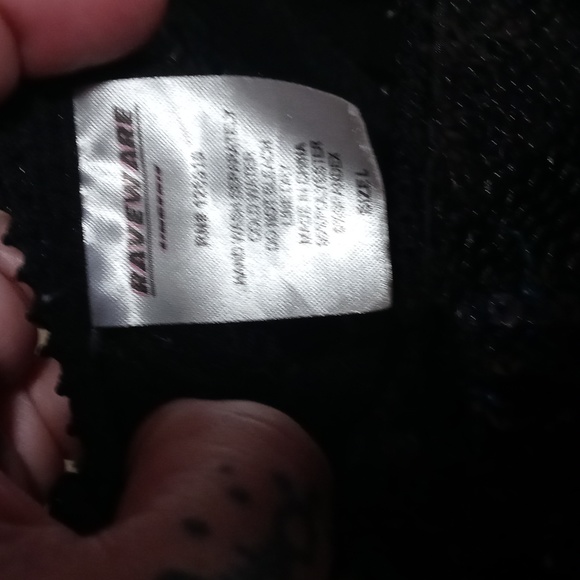 RAVEWARE
HAND WASH SEPARATELY
COLD WATER
DO NOT BLEACH
LINE DRY
MADE IN CHINA
POLYESTER
SPANDEX
SIZE L